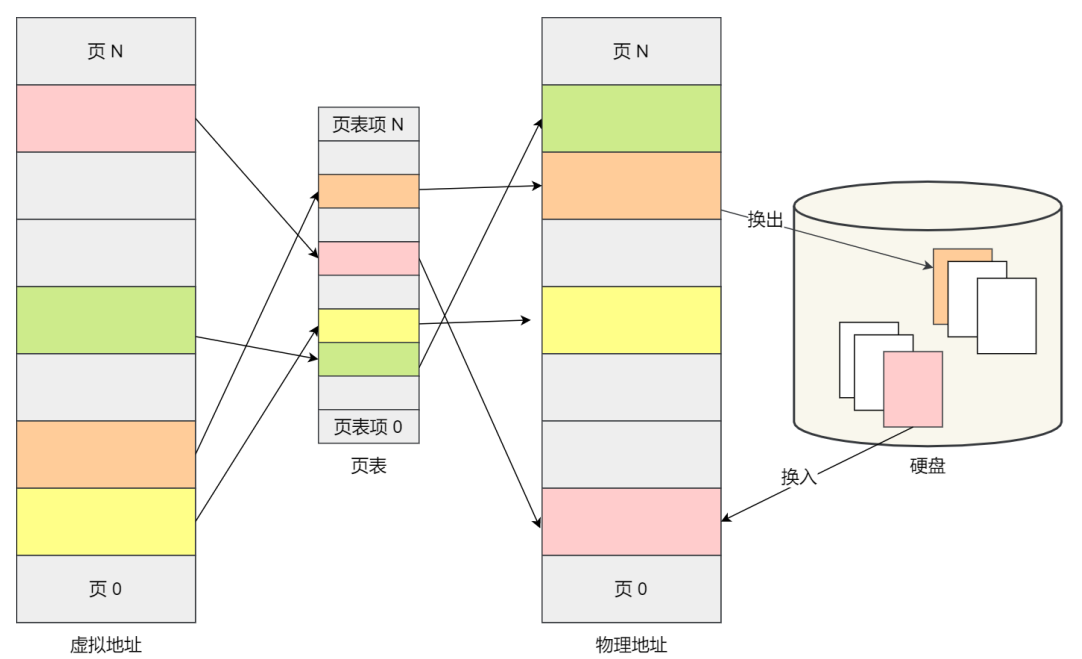 页 N
页 0
虚拟地址
页表项 N
页表项 0
页表
页 N
页 0
物理地址
换出
换入
硬盘